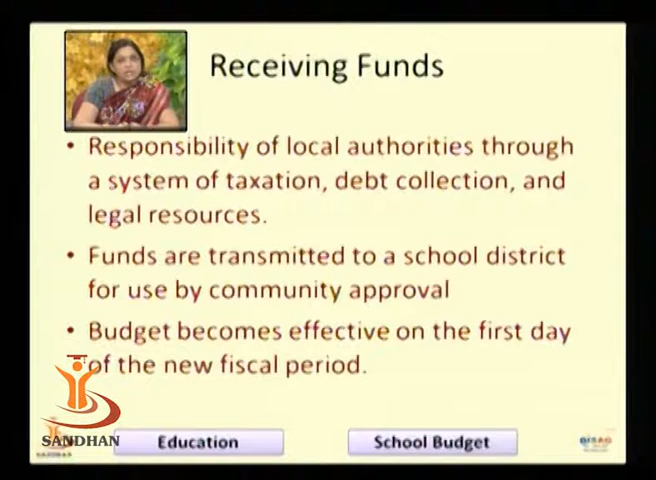 Receiving Funds
• Responsibility of local authorities through
a system of taxation, debt collection, and
legal resources.
• Funds are transmitted to a school district
for use by community approval
• Budget becomes effective on the first day
of the new fiscal period.
SANDHAN
Education
School Budget
SANDHAN